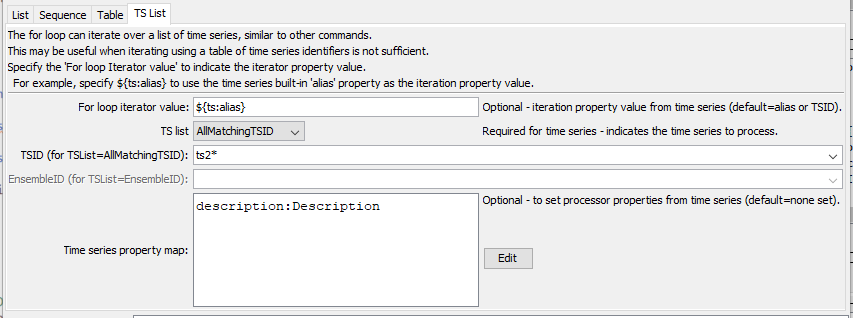 List Sequence Table TS List
The for loop can iterate over a list of time series, similar to other commands.
This may be useful when iterating using a table of time series identifiers is not sufficient.
Specify the 'For loop Iterator value' to indicate the iterator property value.
For example, specify ${ts:alias} to use the time series built-in 'alias' property as the iteration property value.
For loop iterator value: ${ts:alias} Optional - iteration property value from time series (default=alias or TSID).
TS list AllMatchingTSID Required for time series - indicates the time series to process.
TSID (for TSList=AllMatchingTSID): ts2*
EnsembleID (for TSList=EnsembleID):
description:Description Optional - to set processor properties from time series (default=none set).
Time series property map: Edit